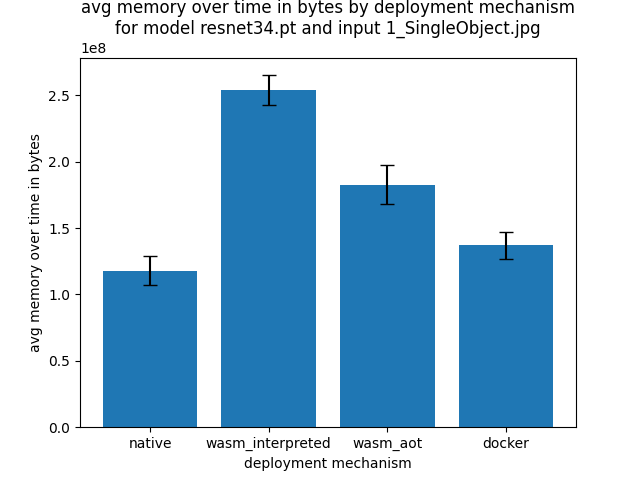 avg memory over time in bytes by deployment mechanism
for model resnet34.pt and input 1_SingleObject.jpg
1e8
2.5
2.0
1.5
1.0
0.5
0.0
avg memory over time in bytes
native
wasm_interpreted
wasm_aot
docker
deployment mechanism